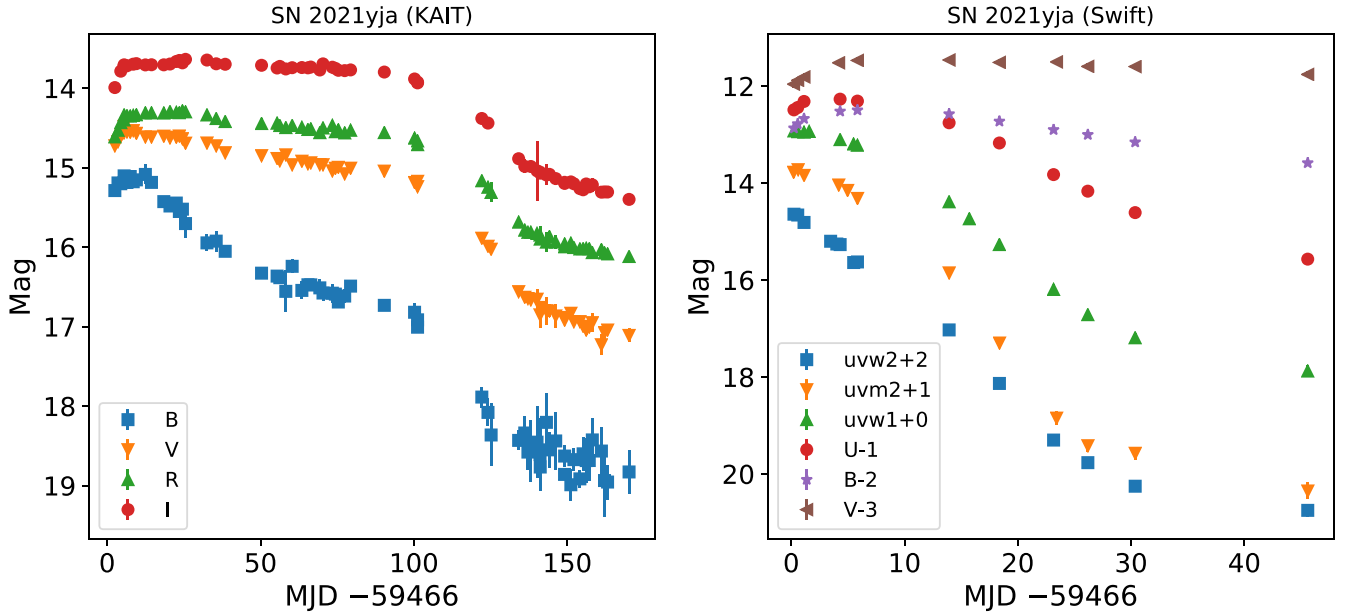 SN 2021yja (KAIT)
Mag
14
15
16
17
18
19
B
V
R
I
0
50
100
150
MJD −59466
SN 2021yja (Swift)
Mag
12
14
16
18
20
uvw2+2
uvm2+1
uvw1+0
U-1
B-2
V-3
0
10
20
30
40
MJD −59466